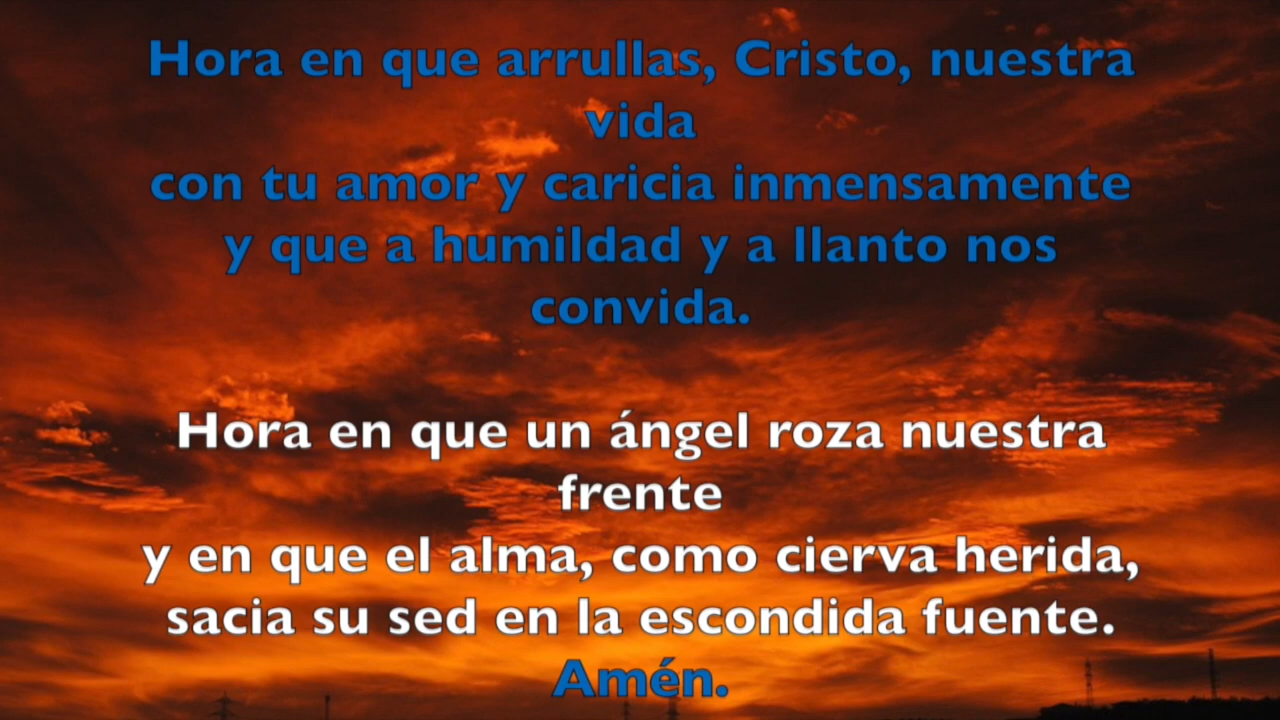 Hora en que arrullas, Cristo, nuestra
vida
con tu amor y caricia inmensamente
y que a humildad y a llanto nos
convida.
Hora en que un ángel roza nuestra
frente
y en que el alma, como cierva herida,
sacia su sed en la escondida fuente.
Amén.